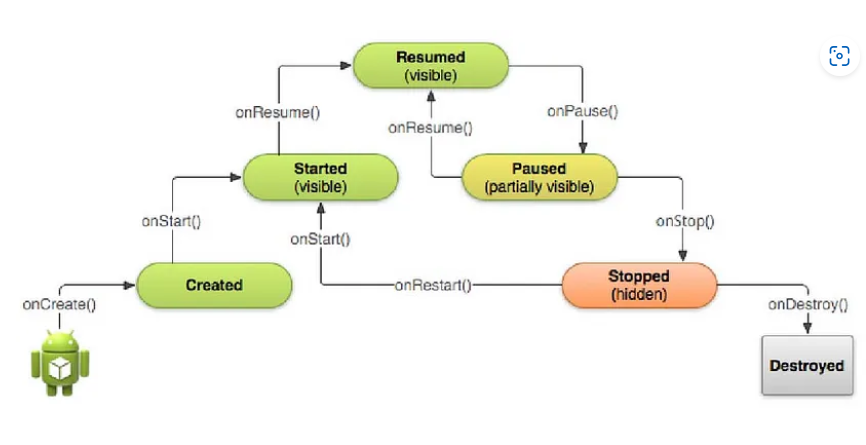 Resumed
(visible)
onResume()
onPause()
onResume()
Started
(visible)
Paused
(partially visible)
onStart()
onStop()
onStart()
Created
onRestart()
Stopped
(hidden)
onCreate()
onDestroy()
Destroyed